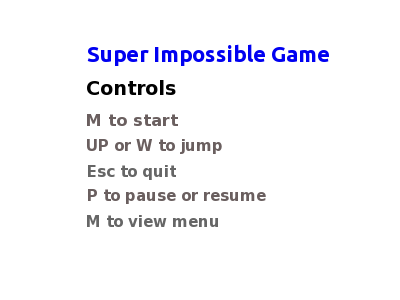 Super Impossible Game
Controls
M to start
UP or W to jump
Esc to quit
P to pause or resume
M to view menu